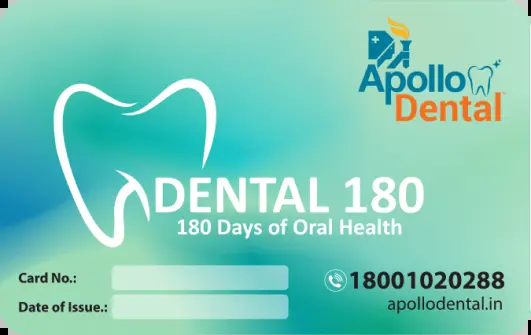 Apollo
Dental
DENTAL 180
180 Days of Oral Health
Card No.:
18001020288
Date of Issue.:
apollodental.in